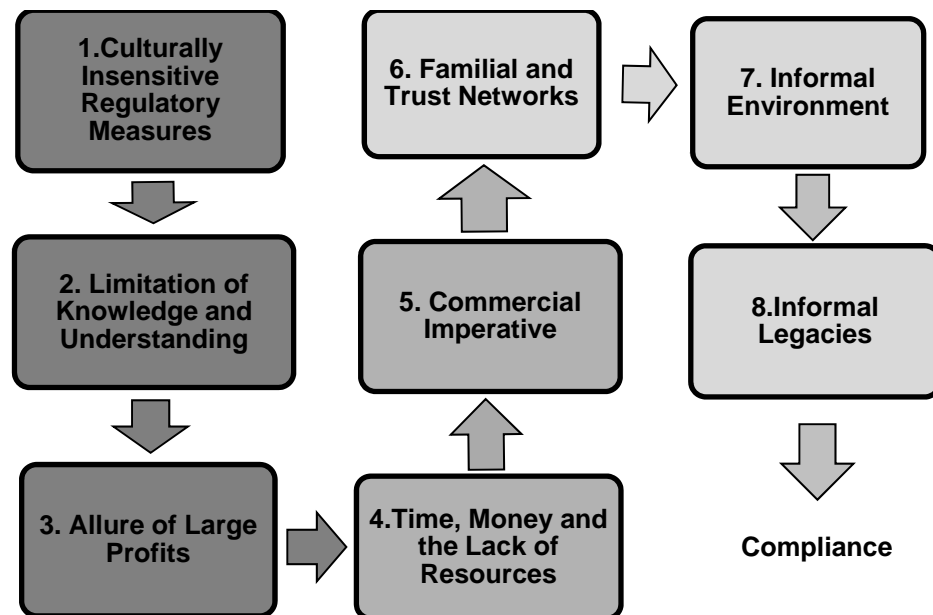 1.Culturally
Insensitive
Regulatory
Measures
2. Limitation of
Knowledge and
Understanding
3. Allure of Large
Profits
4.Time, Money and
the Lack of
Resources
5. Commercial
Imperative
6. Familial and
Trust Networks
7. Informal
Environment
8.Informal
Legacies
Compliance